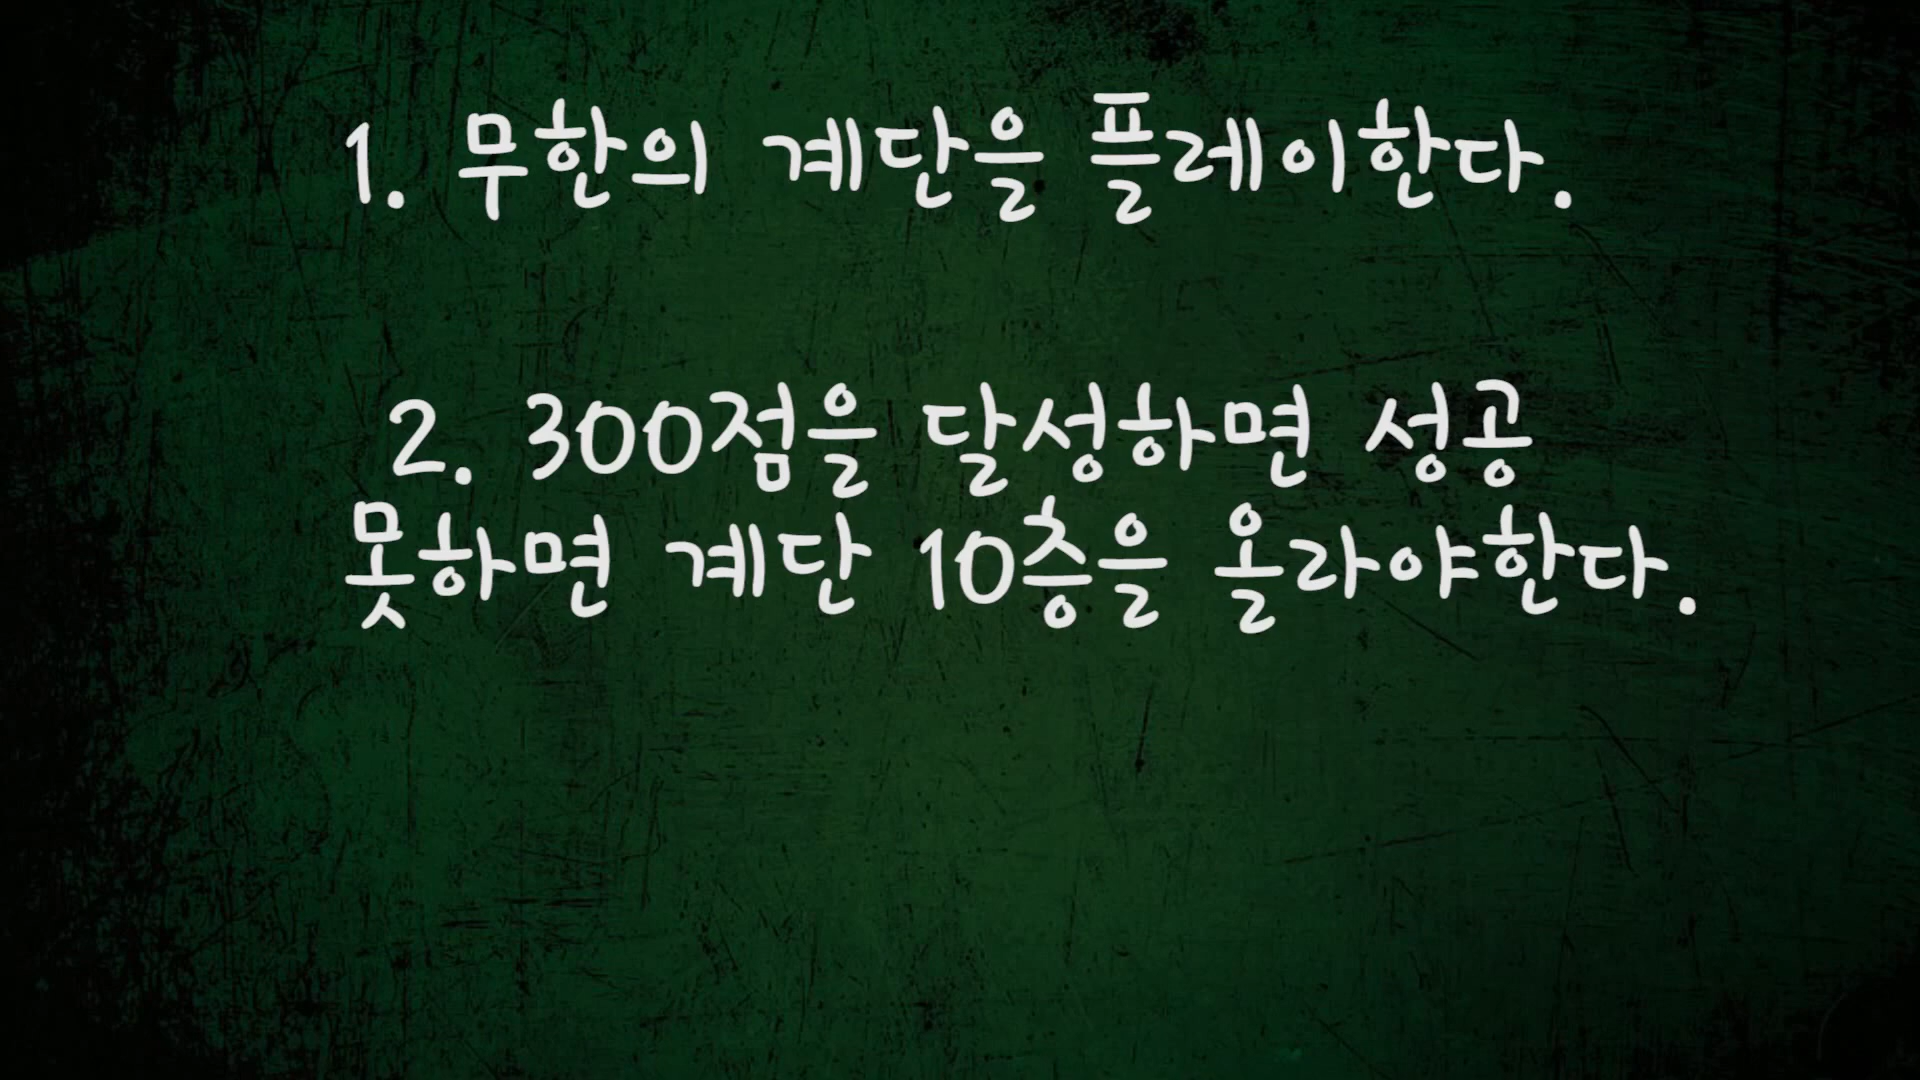 1. 무한의 계단을 플레이한다.
2. 300점을 달성하면 성공
못하면 계단 10층을 올라야한다.